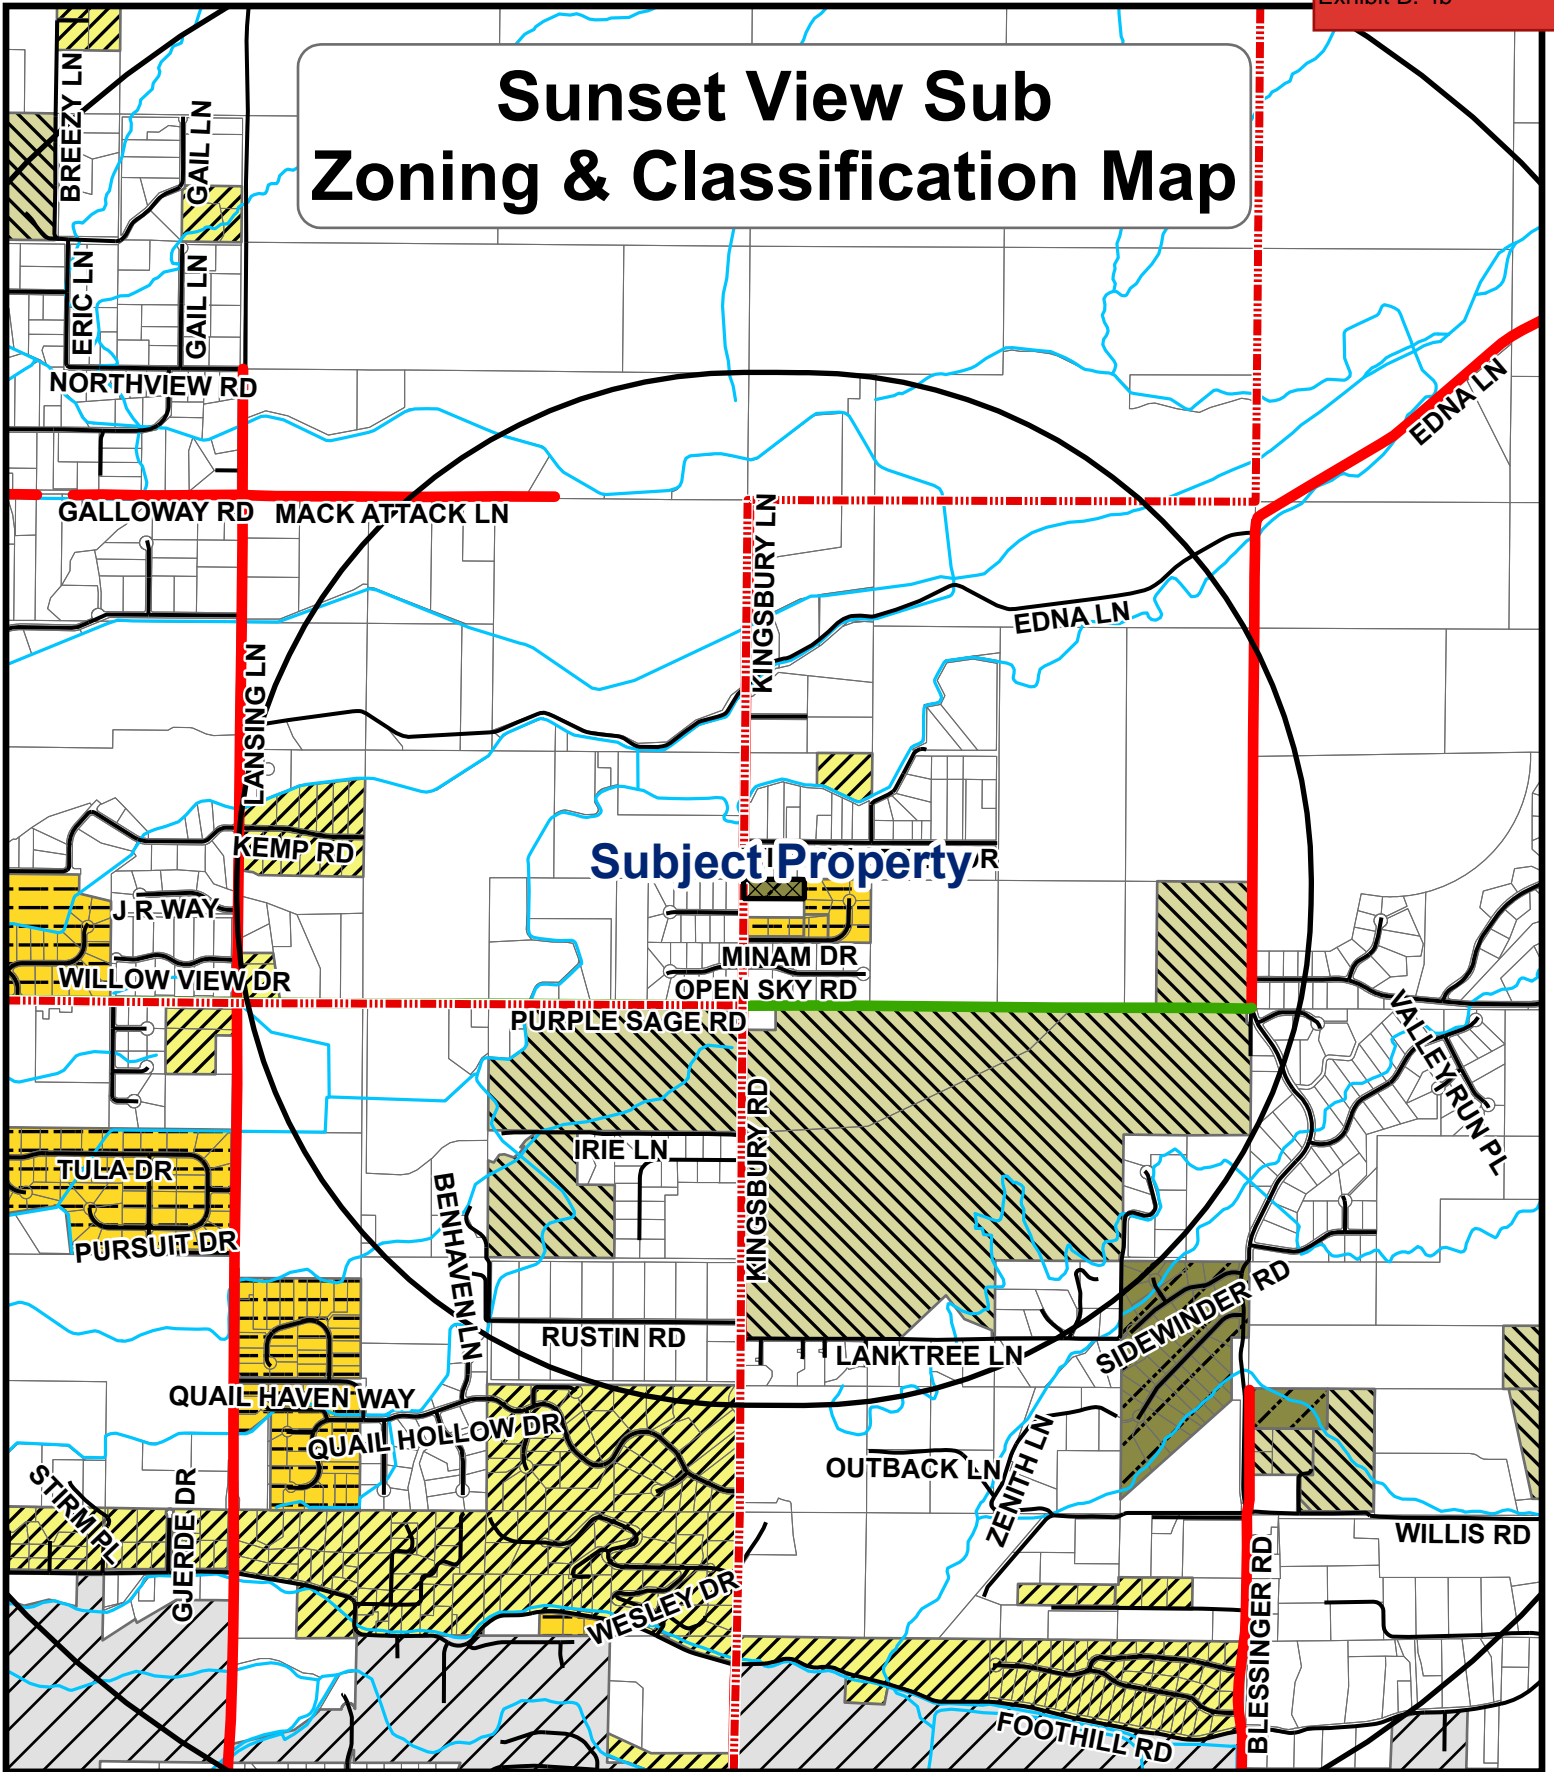 Exhibit B. 4b
Sunset View Sub
Zoning & Classification Map
BREEZY LN
GAIL LN
ERIC LN
GAIL LN
NORTHVIEW RD
EDNA LN
GALLOWAY RD
MACK ATTACK LN
KINGSBURY LN
EDNA LN
LANSING LN
KEMP RD
Subject Property
DR
J R WAY
MINAM DR
WILLOW VIEW DR
OPEN SKY RD
PURPLE SAGE RD
VALLEY RUN PL
KINGSBURY RD
IRIE LN
TULA DR
BENHAVEN LN
PURSUIT DR
SIDEWINDER RD
RUSTIN RD
LANKTREE LN
QUAIL HAVEN WAY
QUAIL HOLLOW DR
OUTBACK LN
ZENITH LN
STIRM PL
GJERDE DR
WILLIS RD
WESLEY DR
BLESSINGER RD
FOOTHILL RD